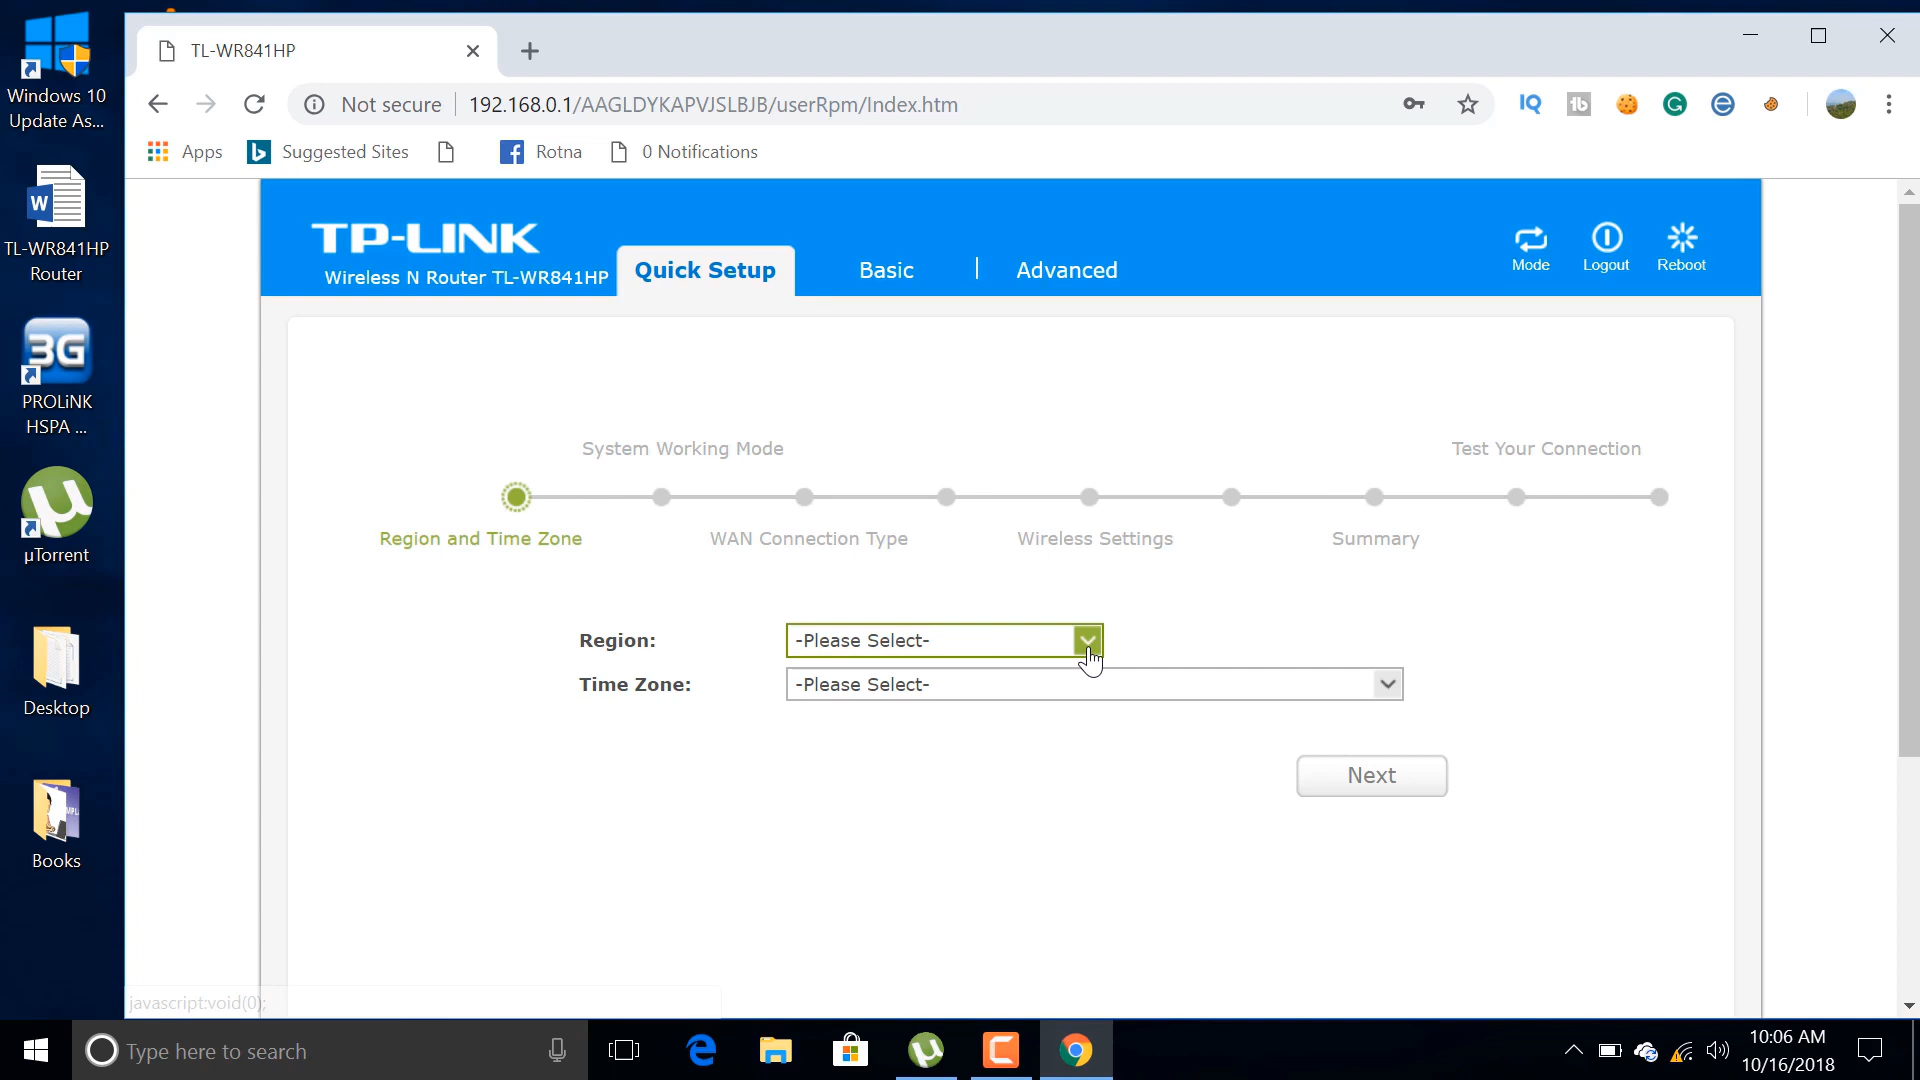 Windows 10
Update As...
TL-WR841HP
Router
3G
PROLiNK
HSPA ...
µTorrent
Desktop
Books
TL-WR841HP
Not secure
192.168.0.1/AAGLDYKAPVJSLBJB/userRpm/Index.htm
Apps
Suggested Sites
Rotna
0 Notifications
TP-LINK
Wireless N Router TL-WR841HP
Quick Setup
Basic
|
Advanced
Mode
Logout
Reboot
System Working Mode
Test Your Connection
Region and Time Zone
WAN Connection Type
Wireless Settings
Summary
Region:
-Please Select-
Time Zone:
-Please Select-
Next
javascript:void(0);
Type here to search
10:06 AM
10/16/2018